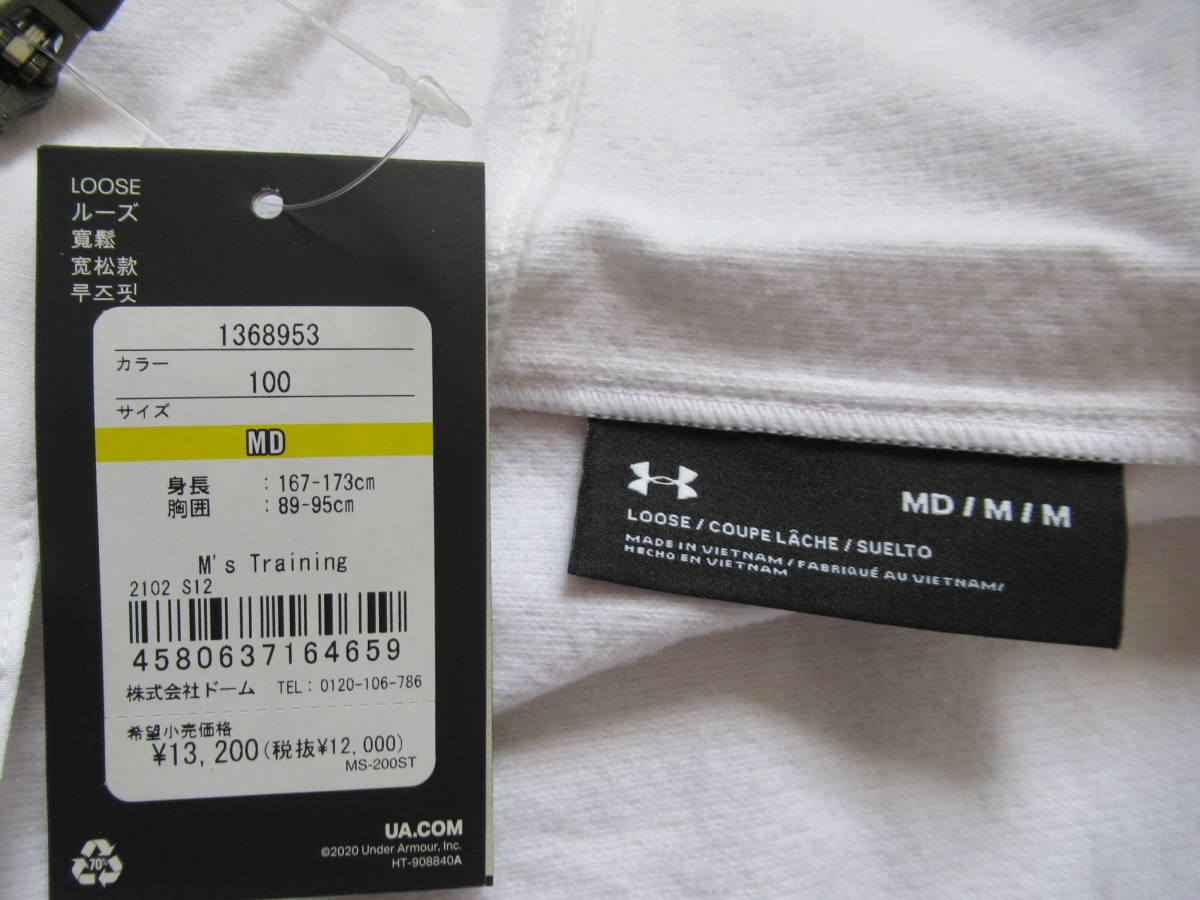 LOOSE
ルーズ
寬鬆
宽松款
루즈핏
1368953
カラー
100
サイズ
MD
身長 : 167-173cm
胸囲 : 89-95cm
M's Training
2102 S12
4580637164659
株式会社ドーム TEL: 0120-106-786
希望小売価格
¥13,200(税抜¥12,000)
MS-200ST
UA.COM
©2020 Under Armour, Inc.
HT-908840A
70%
MD / M / M
LOOSE / COUPE LÂCHE / SUELTO
MADE IN VIETNAM / FABRIQUÉ AU VIETNAM/
HECHO EN VIETNAM